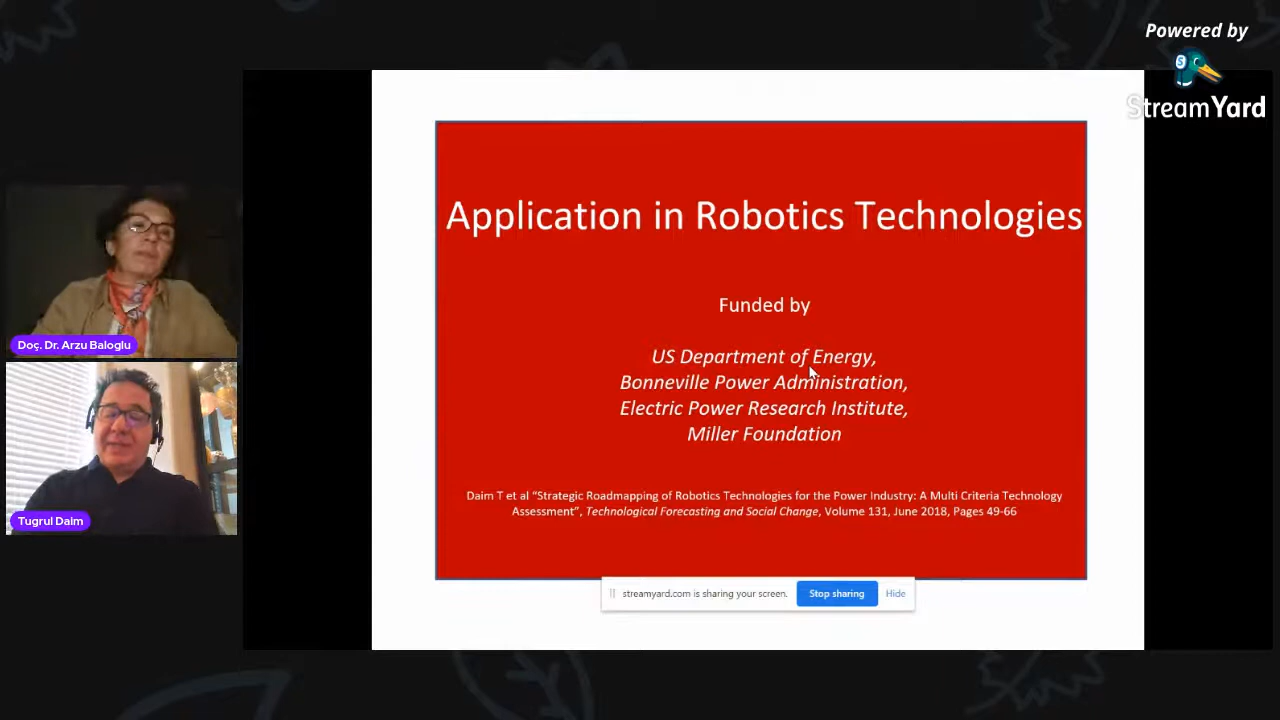 Powered by
StreamYard
Application in Robotics Technologies
Funded by
US Department of Energy,
Bonneville Power Administration,
Electric Power Research Institute,
Miller Foundation
Daim T et al “Strategic Roadmapping of Robotics Technologies for the Power Industry: A Multi Criteria Technology
Assessment”, Technological Forecasting and Social Change, Volume 131, June 2018, Pages 49-66
Doç. Dr. Arzu Baloglu
Tugrul Daim
streamyard.com is sharing your screen. Stop sharing Hide